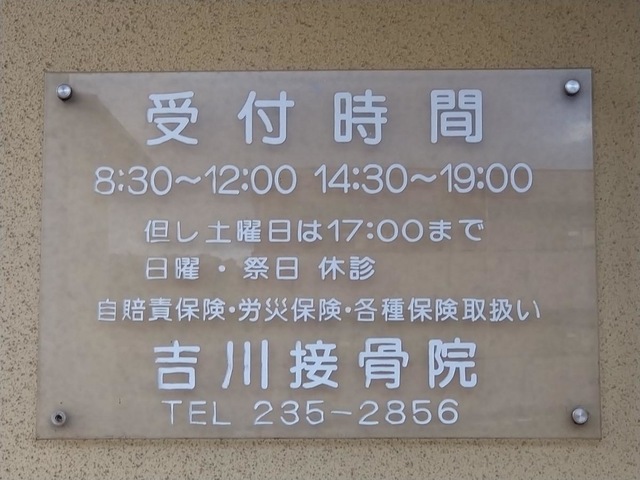 受付時間
8:30～12:00 14:30～19:00
但し土曜日は17:00まで
日曜・祭日 休診
自賠責保険・労災保険・各種保険取扱い
吉川接骨院
TEL 235-2856